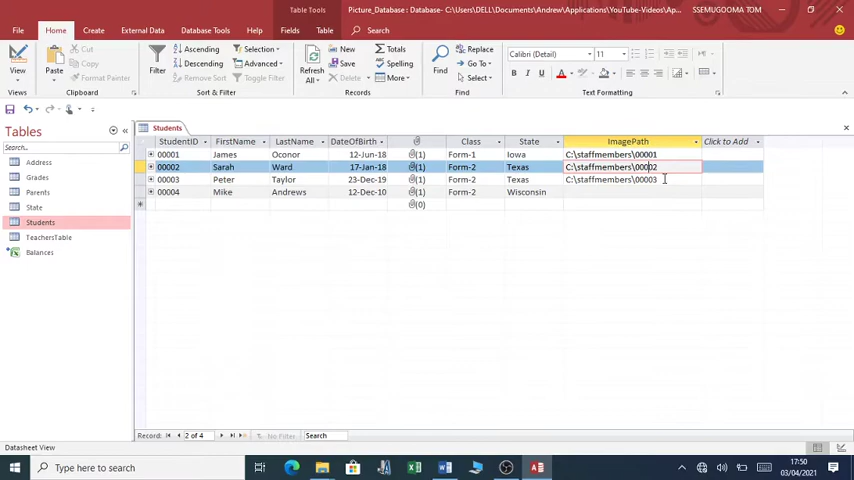 Table Tools
Picture_Database : Database- C:\Users\DELL\Documents\Andrew\Applications\YouTube-Videos\Ap...
SSEMUGOOMA TOM
File Home Create External Data Database Tools Help Fields Table Search
View
Paste
Cut
Copy
Format Painter
Filter
Ascending
Descending
Remove Sort
Selection
Advanced
Toggle Filter
Refresh
All
New
Save
Delete
Totals
Spelling
More
Find
Replace
Go To
Select
Calibri (Detail) 11
B I U
Views Clipboard Sort & Filter Records Find Text Formatting
Tables
Search...
Address
Grades
Parents
State
Students
TeachersTable
Balances
Students
StudentID FirstName LastName DateOfBirth Class State ImagePath Click to Add
00001 James Oconor 12-Jun-18 (1) Form-1 Iowa C:\staffmembers\00001
00002 Sarah Ward 17-Jan-18 (1) Form-2 Texas C:\staffmembers\00002
00003 Peter Taylor 23-Dec-19 (1) Form-2 Texas C:\staffmembers\00003
00004 Mike Andrews 12-Dec-10 (1) Form-2 Wisconsin
(0)
Record: 2 of 4 No Filter Search
Datasheet View
Type here to search
17:50
03/04/2021